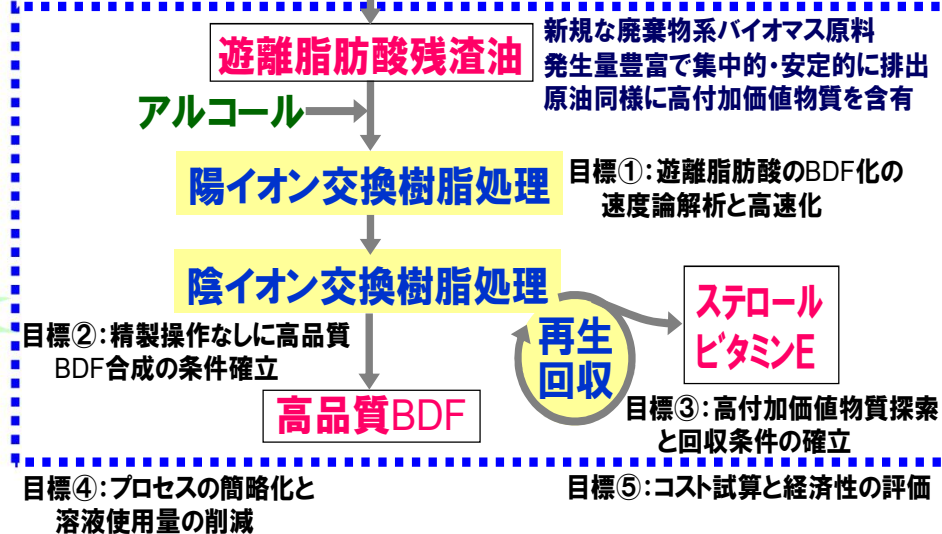 遊離脂肪酸残渣油
新規な廃棄物系バイオマス原料
発生量豊富で集中的・安定的に排出
原油同様に高付加価値物質を含有
アルコール
陽イオン交換樹脂処理
目標①：遊離脂肪酸のBDF化の
速度論解析と高速化
陰イオン交換樹脂処理
ステロール
ビタミンE
再生
回収
目標②：精製操作なしに高品質
BDF合成の条件確立
高品質BDF
目標③：高付加価値物質探索
と回収条件の確立
目標④：プロセスの簡略化と
溶液使用量の削減
目標⑤：コスト試算と経済性の評価